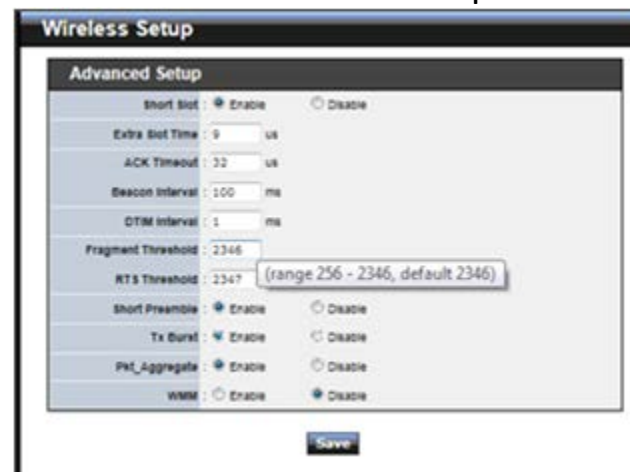 Wireless Setup
Advanced Setup
Short Slot : Enable Disable
Extra Slot Time : 9 us
ACK Timeout : 32 us
Beacon Interval : 100 ms
DTIM Interval : 1 ms
Fragment Threshold : 2346
RTS Threshold : 2347 (range 256 - 2346, default 2346)
Short Preamble : Enable Disable
Tx Burst : Enable Disable
Pkt_Aggregate : Enable Disable
WMM : Enable Disable
Save